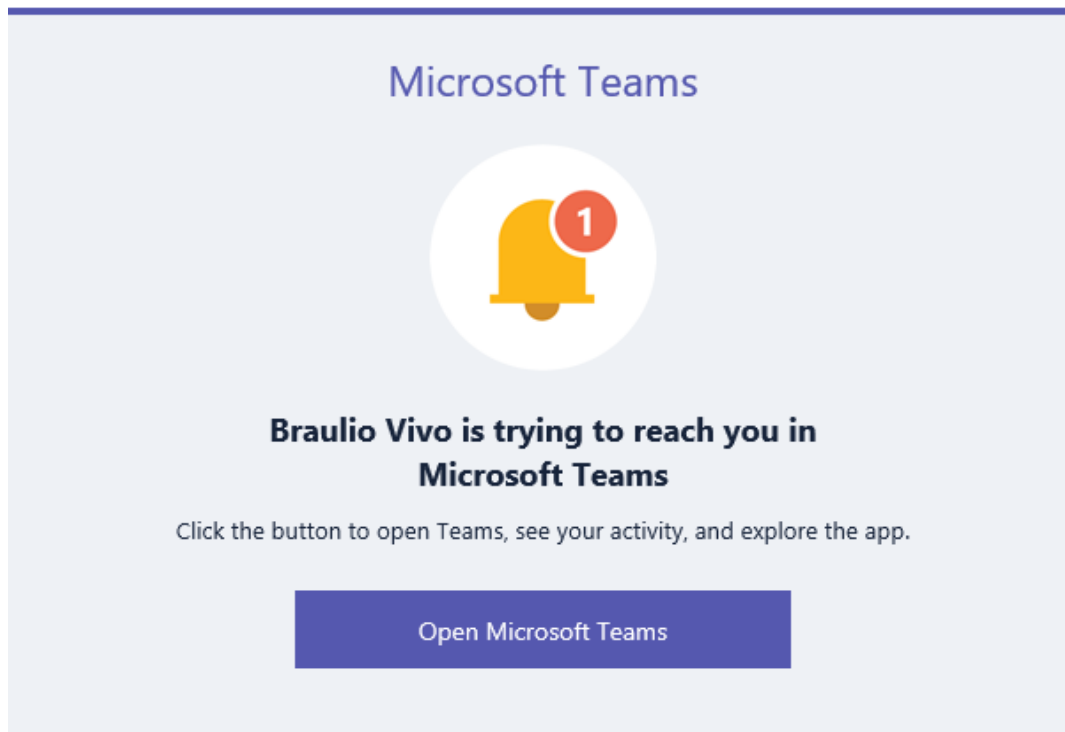 Microsoft Teams
1
Braulio Vivo is trying to reach you in
Microsoft Teams
Click the button to open Teams, see your activity, and explore the app.
Open Microsoft Teams